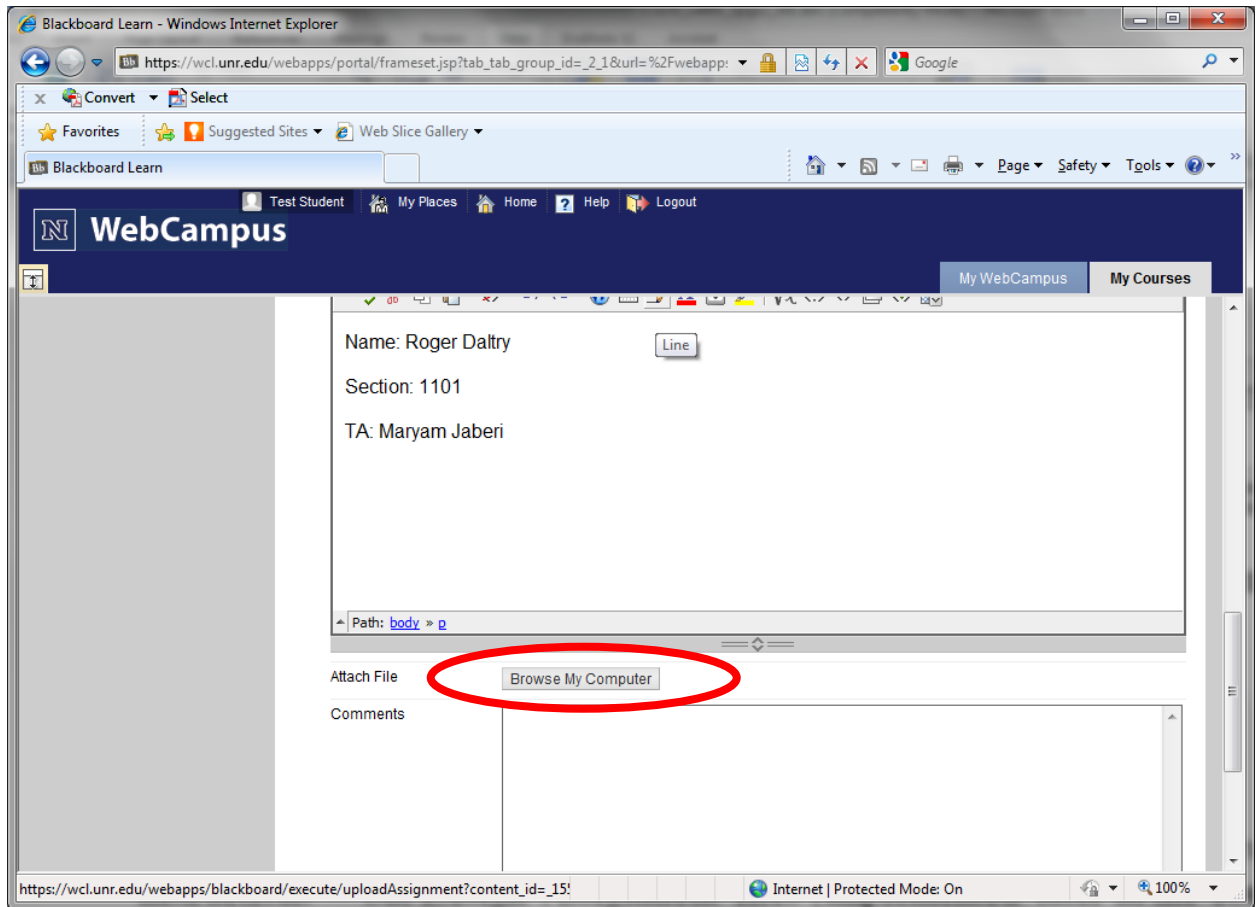 Blackboard Learn - Windows Internet Explorer
https://wcl.unr.edu/webapps/portal/frameset.jsp?tab_tab_group_id=_2_1&url=%2Fwebapp: Google
x Convert Select
Favorites Suggested Sites Web Slice Gallery
Blackboard Learn Page Safety Tools
Test Student My Places Home Help Logout
N WebCampus
My WebCampus My Courses
Name: Roger Daltry Line
Section: 1101
TA: Maryam Jaberi
Path: body » p
Attach File Browse My Computer
Comments
https://wcl.unr.edu/webapps/blackboard/execute/uploadAssignment?content_id=_15 Internet | Protected Mode: On 100%